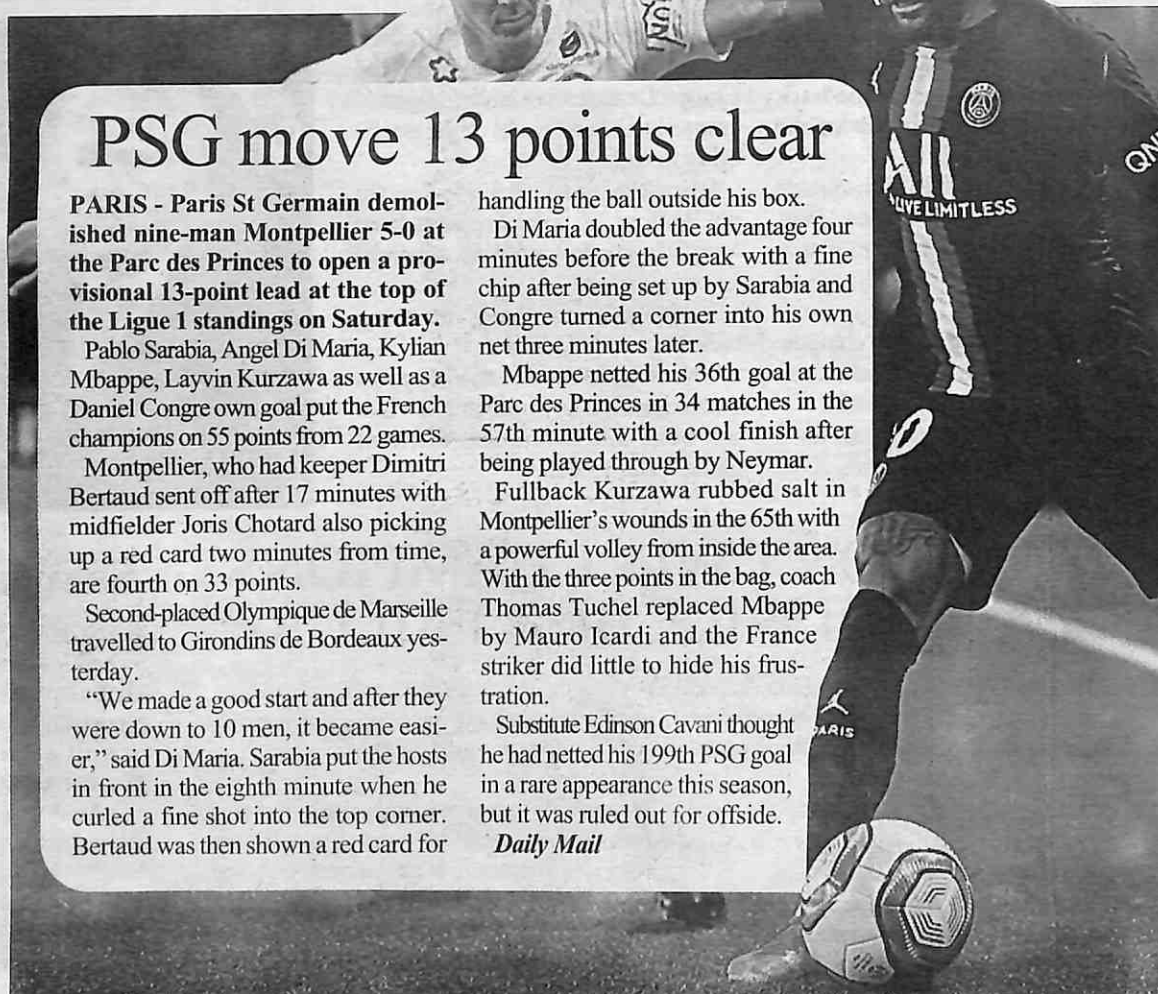 PSG move 13 points clear
PARIS - Paris St Germain demol-
ished nine-man Montpellier 5-0 at
the Parc des Princes to open a pro-
visional 13-point lead at the top of
the Ligue 1 standings on Saturday.
Pablo Sarabia, Angel Di Maria, Kylian
Mbappe, Layvin Kurzawa as well as a
Daniel Congre own goal put the French
champions on 55 points from 22 games.
Montpellier, who had keeper Dimitri
Bertaud sent off after 17 minutes with
midfielder Joris Chotard also picking
up a red card two minutes from time,
are fourth on 33 points.
Second-placed Olympique de Marseille
travelled to Girondins de Bordeaux yes-
terday.
“We made a good start and after they
were down to 10 men, it became easi-
er,” said Di Maria. Sarabia put the hosts
in front in the eighth minute when he
curled a fine shot into the top corner.
Bertaud was then shown a red card for
handling the ball outside his box.
Di Maria doubled the advantage four
minutes before the break with a fine
chip after being set up by Sarabia and
Congre turned a corner into his own
net three minutes later.
Mbappe netted his 36th goal at the
Parc des Princes in 34 matches in the
57th minute with a cool finish after
being played through by Neymar.
Fullback Kurzawa rubbed salt in
Montpellier’s wounds in the 65th with
a powerful volley from inside the area.
With the three points in the bag, coach
Thomas Tuchel replaced Mbappe
by Mauro Icardi and the France
striker did little to hide his frus-
tration.
Substitute Edinson Cavani thought
he had netted his 199th PSG goal
in a rare appearance this season,
but it was ruled out for offside.
Daily Mail
All
LIVE LIMITLESS
PARIS